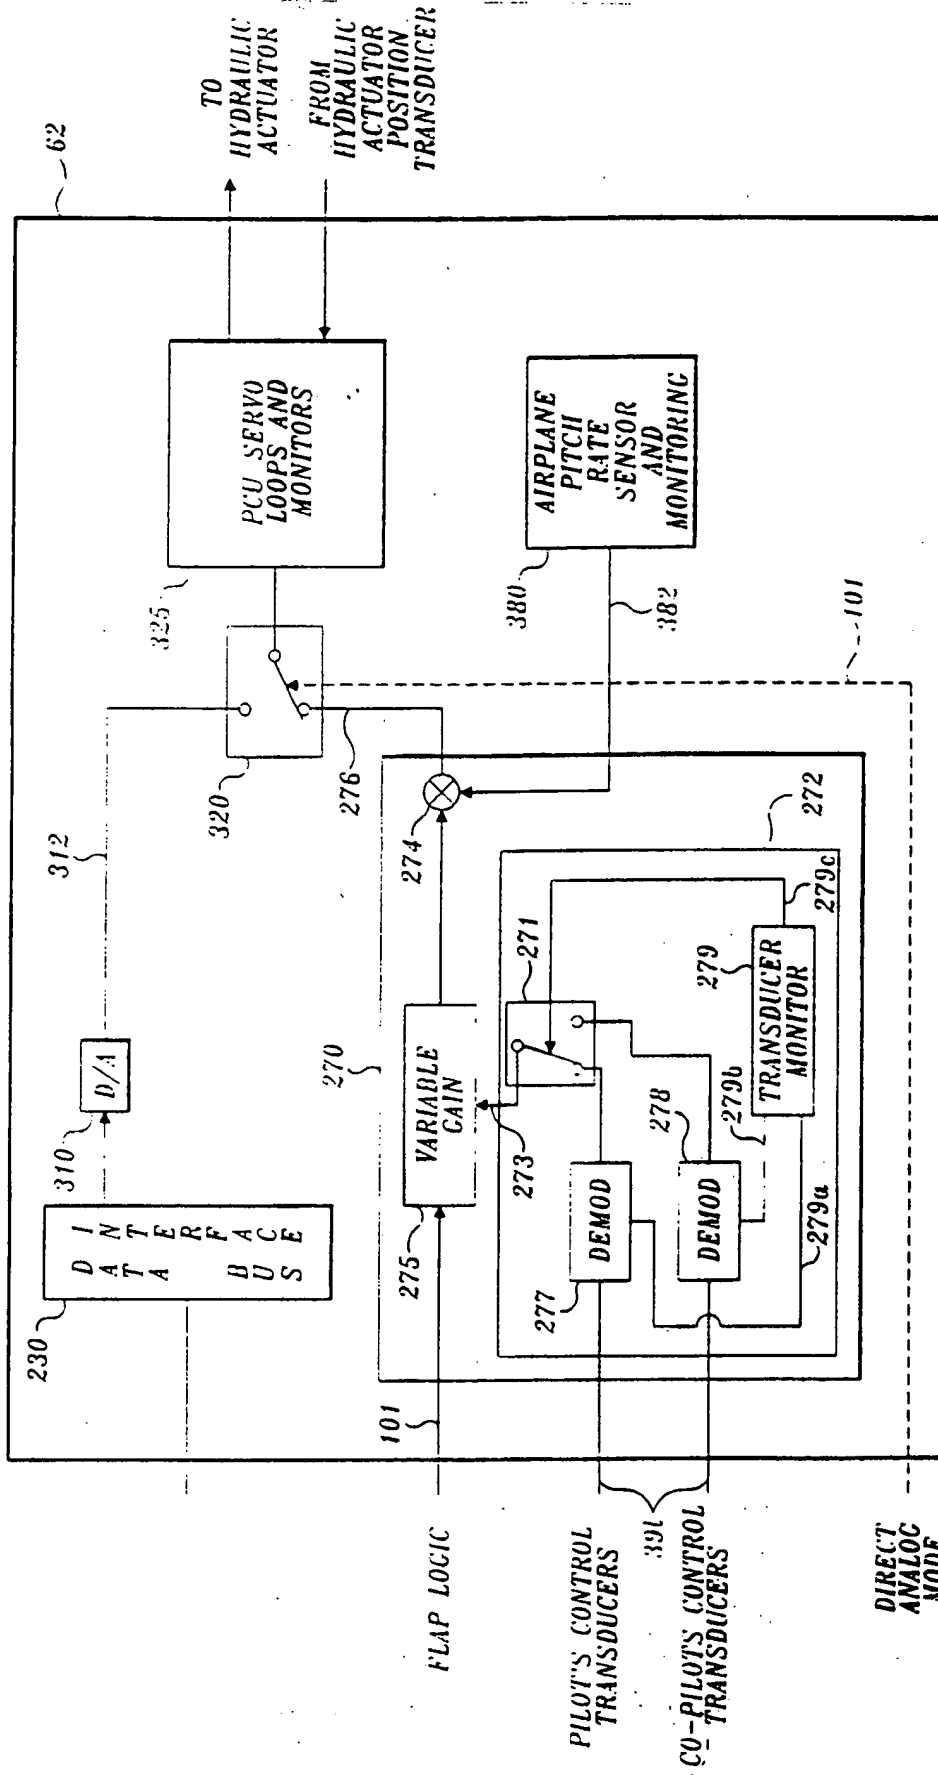 62
TO
HYDRAULIC
ACTUATOR
FROM
HYDRAULIC
ACTUATOR
POSITION
TRANSDUCER
PCU SERVO
LOOPS AND
MONITORS
325
AIRPLANE
PITCH
RATE
SENSOR
AND
MONITORING
380
382
101
312
320
276
274
272
D/A
310
270
VARIABLE
GAIN
275
273
271
279c
279
TRANSDUCER
MONITOR
279b
278
DEMOD
DEMOD
277
279a
DATA
INTERFACE
BUS
230
101
FLAP LOGIC
PILOT'S CONTROL
TRANSDUCERS
391
CO-PILOTS CONTROL
TRANSDUCERS
DIRECT
ANALOG
MODE